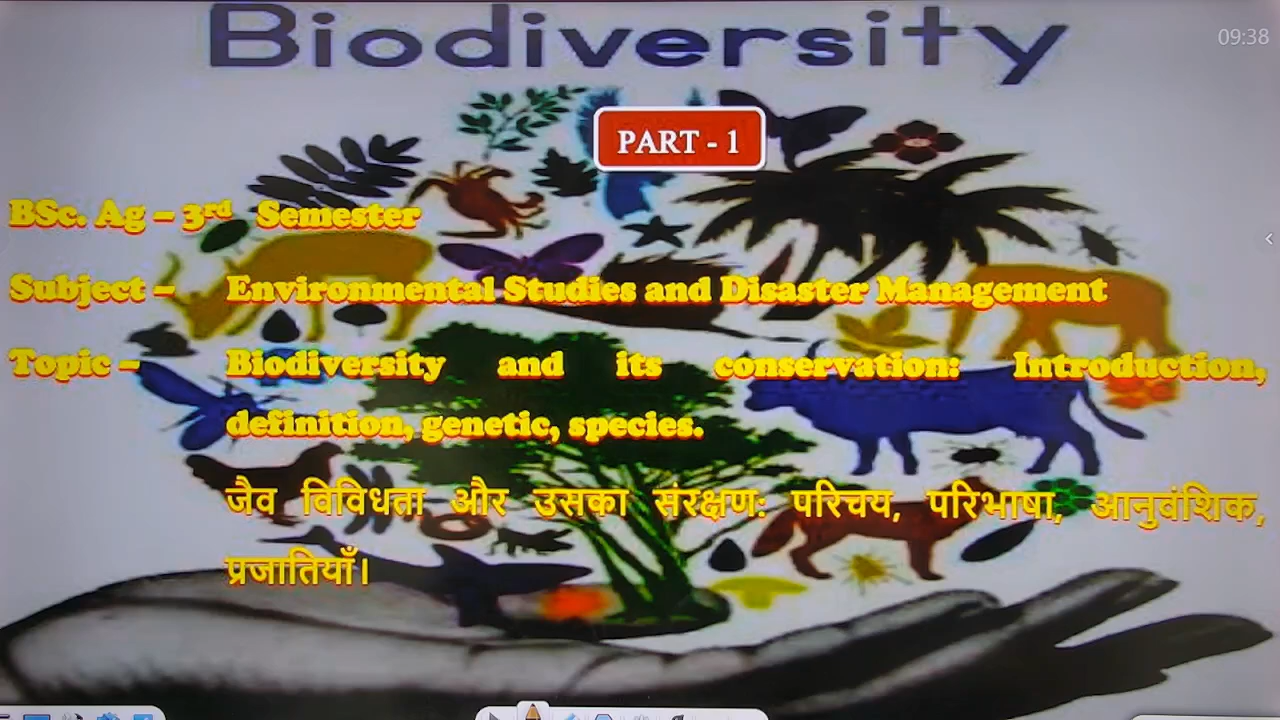 Biodiversity
09:38
PART - 1
BSc. Ag – 3rd Semester
Subject – Environmental Studies and Disaster Management
Topic – Biodiversity and its conservation: Introduction,
definition, genetic, species.
जैव विविधता और उसका संरक्षण: परिचय, परिभाषा, आनुवंशिक,
प्रजातियाँ।